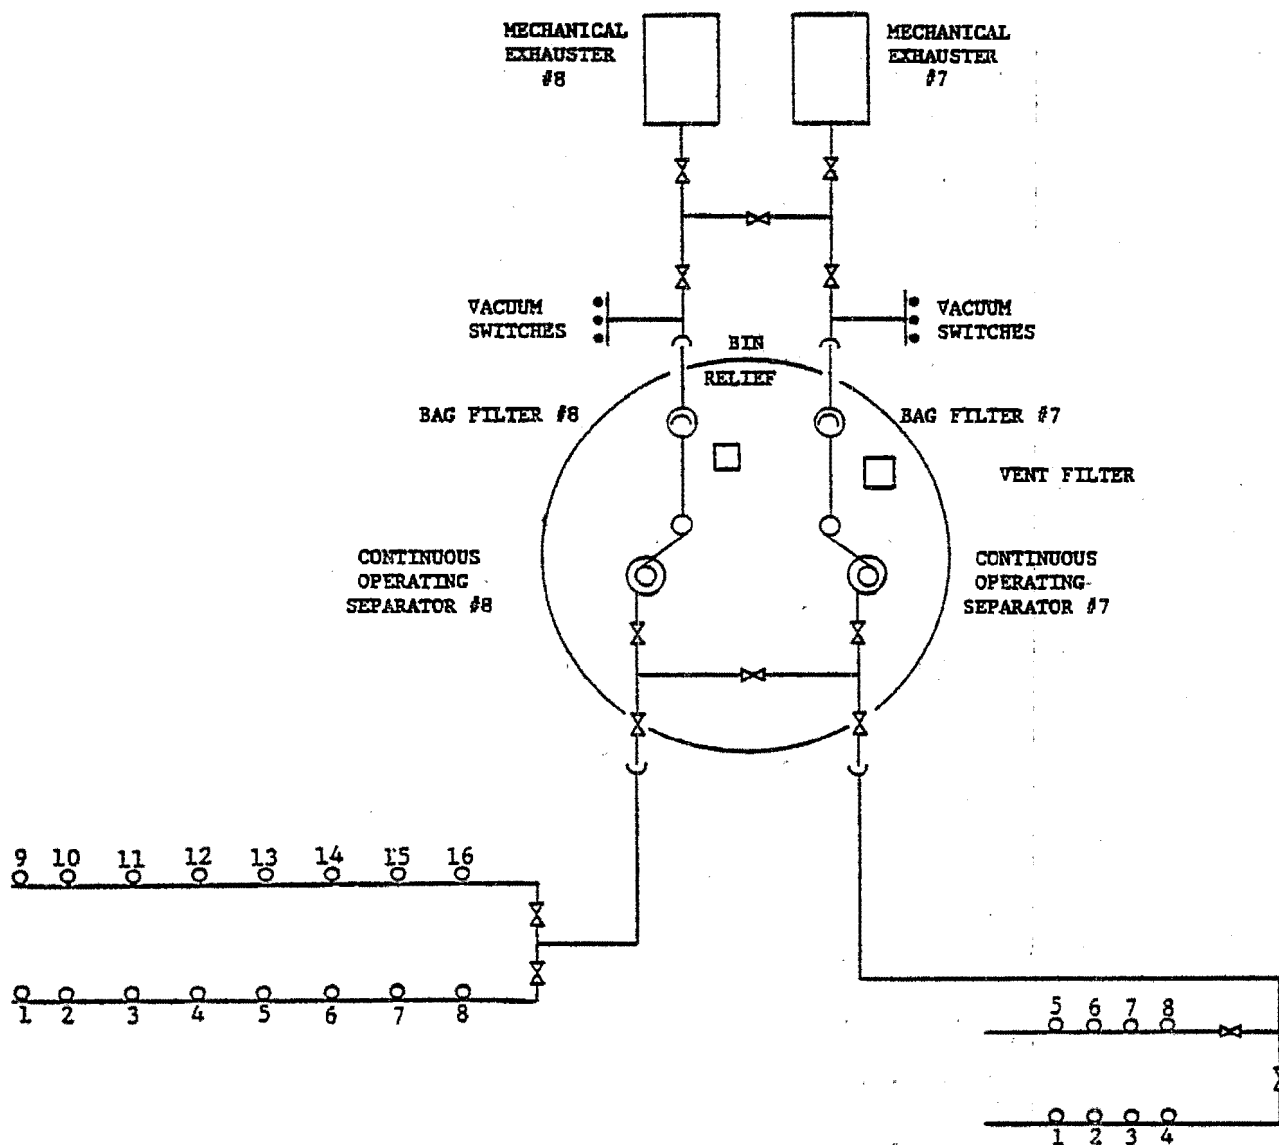 MECHANICAL
EXHAUSTER
#8
MECHANICAL
EXHAUSTER
#7
VACUUM
SWITCHES
VACUUM
SWITCHES
BIN
RELIEF
BAG FILTER #8
BAG FILTER #7
VENT FILTER
CONTINUOUS
OPERATING
SEPARATOR #8
CONTINUOUS
OPERATING
SEPARATOR #7
9 10 11 12 13 14 15 16
1 2 3 4 5 6 7 8
5 6 7 8
1 2 3 4